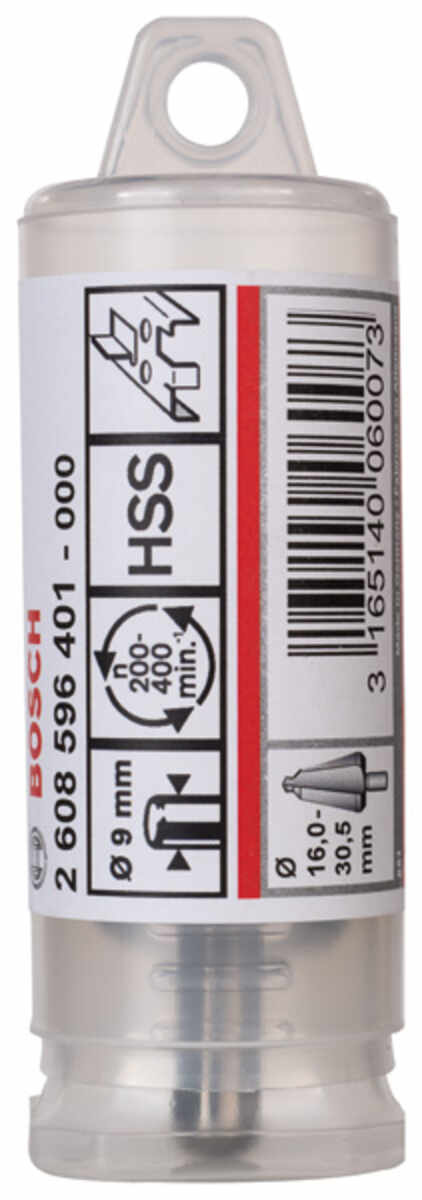 BOSCH
2 608 596 401 - 000
Ø 9 mm
n
200-
400
min.⁻¹
HSS
3 165140 060073
Ø
16,0-
30,5
mm